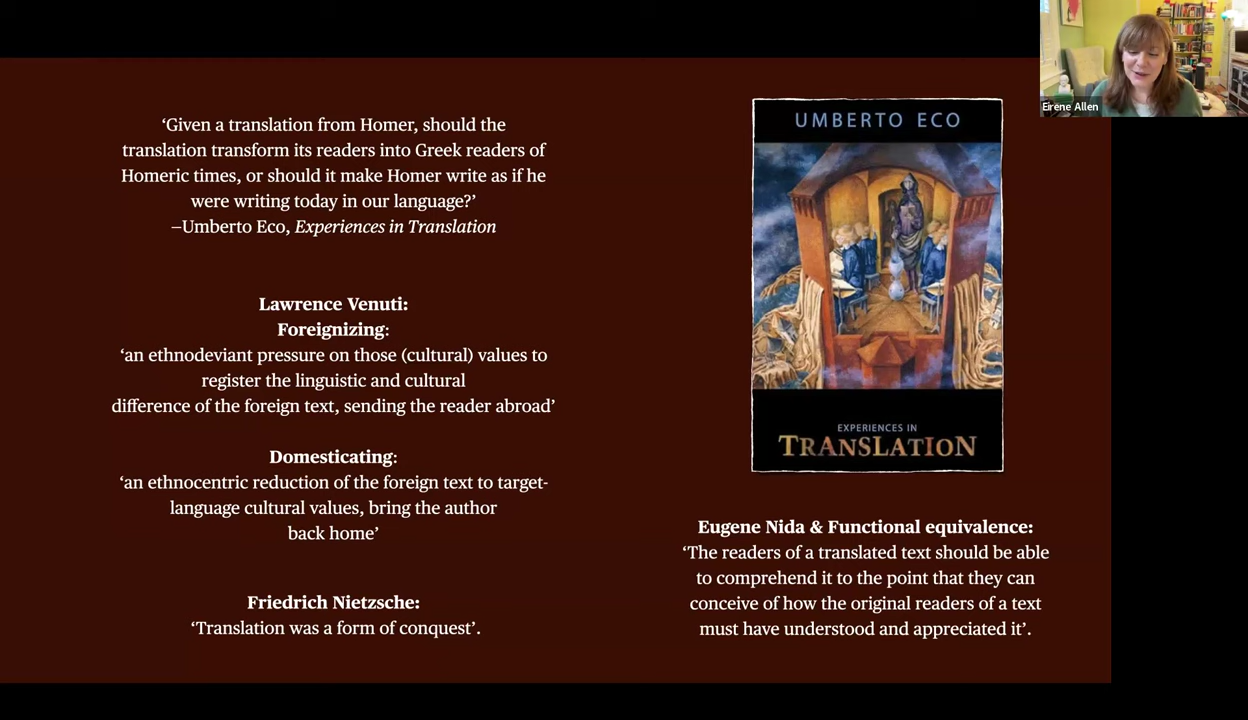 ‘Given a translation from Homer, should the
translation transform its readers into Greek readers of
Homeric times, or should it make Homer write as if he
were writing today in our language?’
–Umberto Eco, Experiences in Translation
Lawrence Venuti:
Foreignizing:
‘an ethnodeviant pressure on those (cultural) values to
register the linguistic and cultural
difference of the foreign text, sending the reader abroad’
Domesticating:
‘an ethnocentric reduction of the foreign text to target-
language cultural values, bring the author
back home’
Friedrich Nietzsche:
‘Translation was a form of conquest’.
UMBERTO ECO
EXPERIENCES IN
TRANSLATION
Eugene Nida & Functional equivalence:
‘The readers of a translated text should be able
to comprehend it to the point that they can
conceive of how the original readers of a text
must have understood and appreciated it’.
Eirene Allen